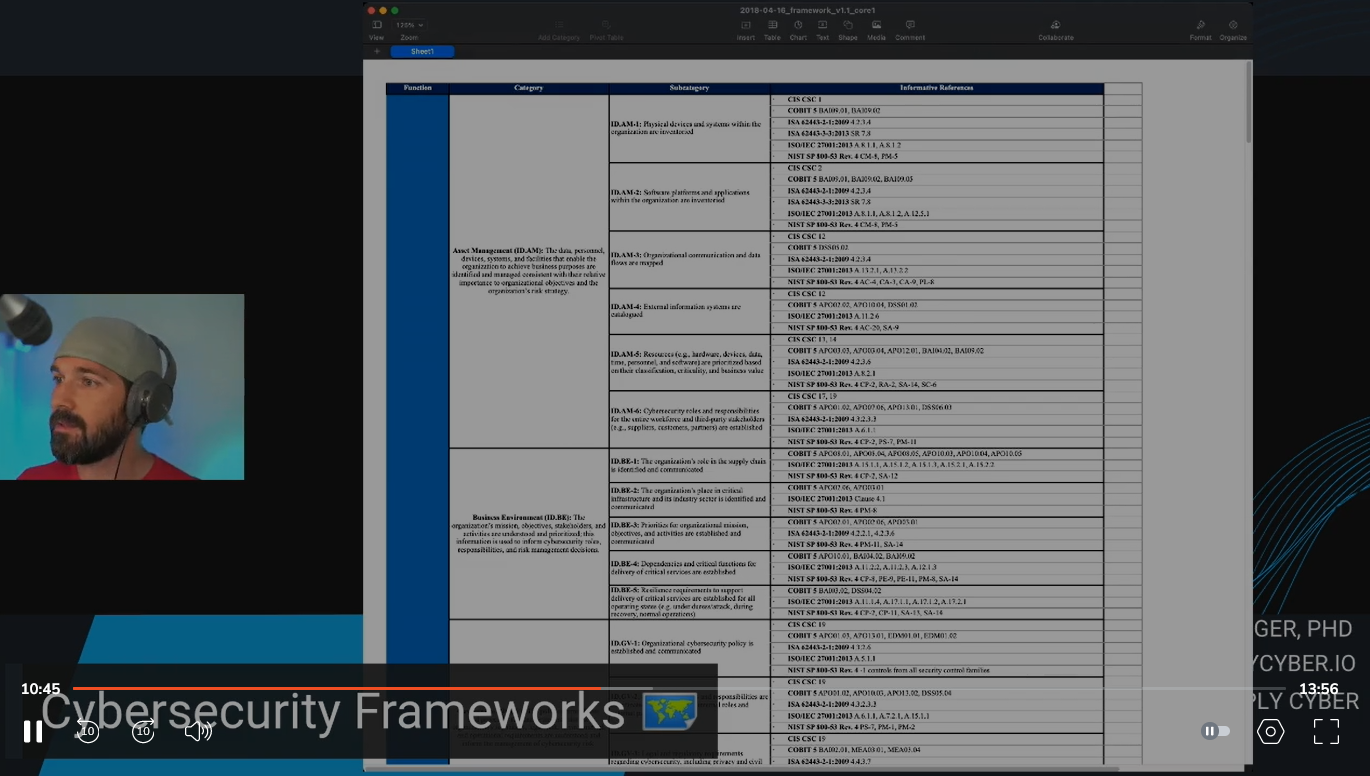 2018-04-16_framework_v1.1_core1
125%
View Zoom Add Category Pivot Table Insert Table Chart Text Shape Media Comment Collaborate Format Organize
+ Sheet1
Function Category Subcategory Informative References
Asset Management (ID.AM): The data, personnel,
devices, systems, and facilities that enable the
organization to achieve business purposes are
identified and managed consistent with their relative
importance to organizational objectives and the
organization's risk strategy.
ID.AM-1: Physical devices and systems within the
organization are inventoried
CIS CSC 1
COBIT 5 BAI09.01, BAI09.02
ISA 62443-2-1:2009 4.2.3.4
ISA 62443-3-3:2013 SR 7.8
ISO/IEC 27001:2013 A.8.1.1, A.8.1.2
NIST SP 800-53 Rev. 4 CM-8, PM-5
ID.AM-2: Software platforms and applications
within the organization are inventoried
CIS CSC 2
COBIT 5 BAI09.01, BAI09.02, BAI09.05
ISA 62443-2-1:2009 4.2.3.4
ISA 62443-3-3:2013 SR 7.8
ISO/IEC 27001:2013 A.8.1.1, A.8.1.2, A.12.5.1
NIST SP 800-53 Rev. 4 CM-8, PM-5
ID.AM-3: Organizational communication and data
flows are mapped
CIS CSC 12
COBIT 5 DSS05.02
ISA 62443-2-1:2009 4.2.3.4
ISO/IEC 27001:2013 A.13.2.1, A.13.2.2
NIST SP 800-53 Rev. 4 AC-4, CA-3, CA-9, PL-8
ID.AM-4: External information systems are
catalogued
CIS CSC 12
COBIT 5 APO02.02, APO10.04, DSS01.02
ISO/IEC 27001:2013 A.11.2.6
NIST SP 800-53 Rev. 4 AC-20, SA-9
ID.AM-5: Resources (e.g., hardware, devices, data,
time, personnel, and software) are prioritized based
on their classification, criticality, and business value
CIS CSC 13, 14
COBIT 5 APO03.03, APO03.04, APO12.01, BAI04.02, BAI09.02
ISA 62443-2-1:2009 4.2.3.6
ISO/IEC 27001:2013 A.8.2.1
NIST SP 800-53 Rev. 4 CP-2, RA-2, SA-14, SC-6
ID.AM-6: Cybersecurity roles and responsibilities
for the entire workforce and third-party stakeholders
(e.g., suppliers, customers, partners) are established
CIS CSC 17, 19
COBIT 5 APO01.02, APO07.06, APO13.01, DSS06.03
ISA 62443-2-1:2009 4.3.2.3.3
ISO/IEC 27001:2013 A.6.1.1
NIST SP 800-53 Rev. 4 CP-2, PS-7, PM-11
Business Environment (ID.BE): The
organization's mission, objectives, stakeholders, and
activities are understood and prioritized; this
information is used to inform cybersecurity roles,
responsibilities, and risk management decisions.
ID.BE-1: The organization's role in the supply chain
is identified and communicated
COBIT 5 APO08.01, APO08.04, APO08.05, APO10.03, APO10.04, APO10.05
ISO/IEC 27001:2013 A.15.1.1, A.15.1.2, A.15.1.3, A.15.2.1, A.15.2.2
NIST SP 800-53 Rev. 4 CP-2, SA-12
ID.BE-2: The organization's place in critical
infrastructure and its industry sector is identified and
communicated
COBIT 5 APO02.06, APO03.01
ISO/IEC 27001:2013 Clause 4.1
NIST SP 800-53 Rev. 4 PM-8
ID.BE-3: Priorities for organizational mission,
objectives, and activities are established and
communicated
COBIT 5 APO02.01, APO02.06, APO03.01
ISA 62443-2-1:2009 4.2.2.1, 4.2.3.6
NIST SP 800-53 Rev. 4 PM-11, SA-14
ID.BE-4: Dependencies and critical functions for
delivery of critical services are established
COBIT 5 APO10.01, BAI04.02, BAI09.02
ISO/IEC 27001:2013 A.11.2.2, A.11.2.3, A.12.1.3
NIST SP 800-53 Rev. 4 CP-8, PE-9, PE-11, PM-8, SA-14
ID.BE-5: Resilience requirements to support
delivery of critical services are established for all
operating states (e.g. under duress/attack, during
recovery, normal operations)
COBIT 5 BAI03.02, DSS04.02
ISO/IEC 27001:2013 A.11.1.4, A.17.1.1, A.17.1.2, A.17.2.1
NIST SP 800-53 Rev. 4 CP-2, CP-11, SA-13, SA-14
ID.GV-1: Organizational cybersecurity policy is
established and communicated
CIS CSC 19
COBIT 5 APO01.03, APO13.01, EDM01.01, EDM01.02
ISA 62443-2-1:2009 4.3.2.6
ISO/IEC 27001:2013 A.5.1.1
NIST SP 800-53 Rev. 4 -1 controls from all security control families
responsibilities are
roles and
CIS CSC 19
COBIT 5 APO01.02, APO10.03, APO13.02, DSS05.04
ISA 62443-2-1:2009 4.3.2.3.3
ISO/IEC 27001:2013 A.6.1.1, A.7.2.1, A.15.1.1
NIST SP 800-53 Rev. 4 PS-7, PM-1, PM-2
requirements
regarding cybersecurity, including privacy and civil
CIS CSC 19
COBIT 5 BAI02.01, MEA03.01, MEA03.04
ISA 62443-2-1:2009 4.4.3.7
GER, PHD
YCYBER.IO
PLY CYBER
10:45
13:56
Cybersecurity Frameworks
10
10